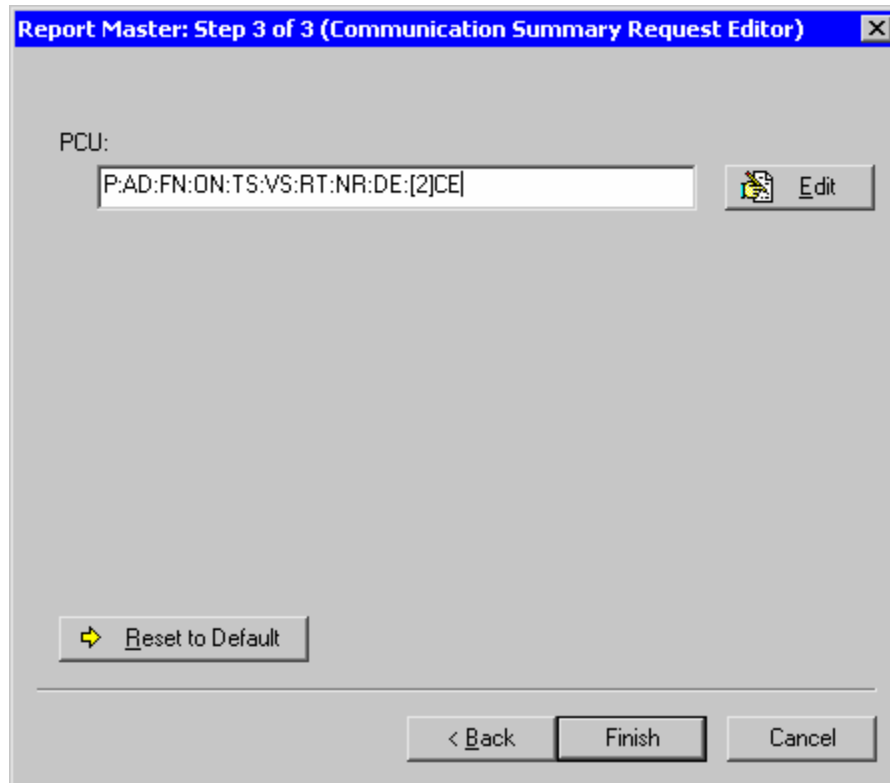 Report Master: Step 3 of 3 (Communication Summary Request Editor)
PCU:
P:AD:FN:ON:TS:VS:RT:NR:DE:[2]CE
Edit
Reset to Default
< Back
Finish
Cancel